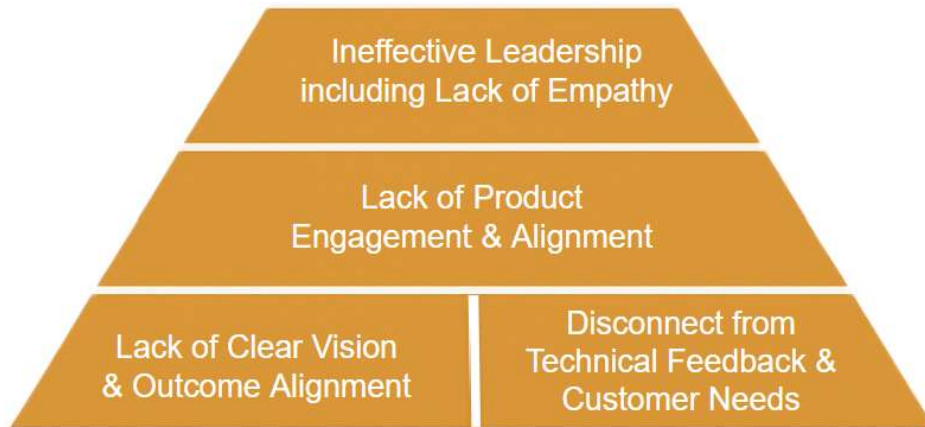 Ineffective Leadership
including Lack of Empathy
Lack of Product
Engagement & Alignment
Lack of Clear Vision
& Outcome Alignment
Disconnect from
Technical Feedback &
Customer Needs